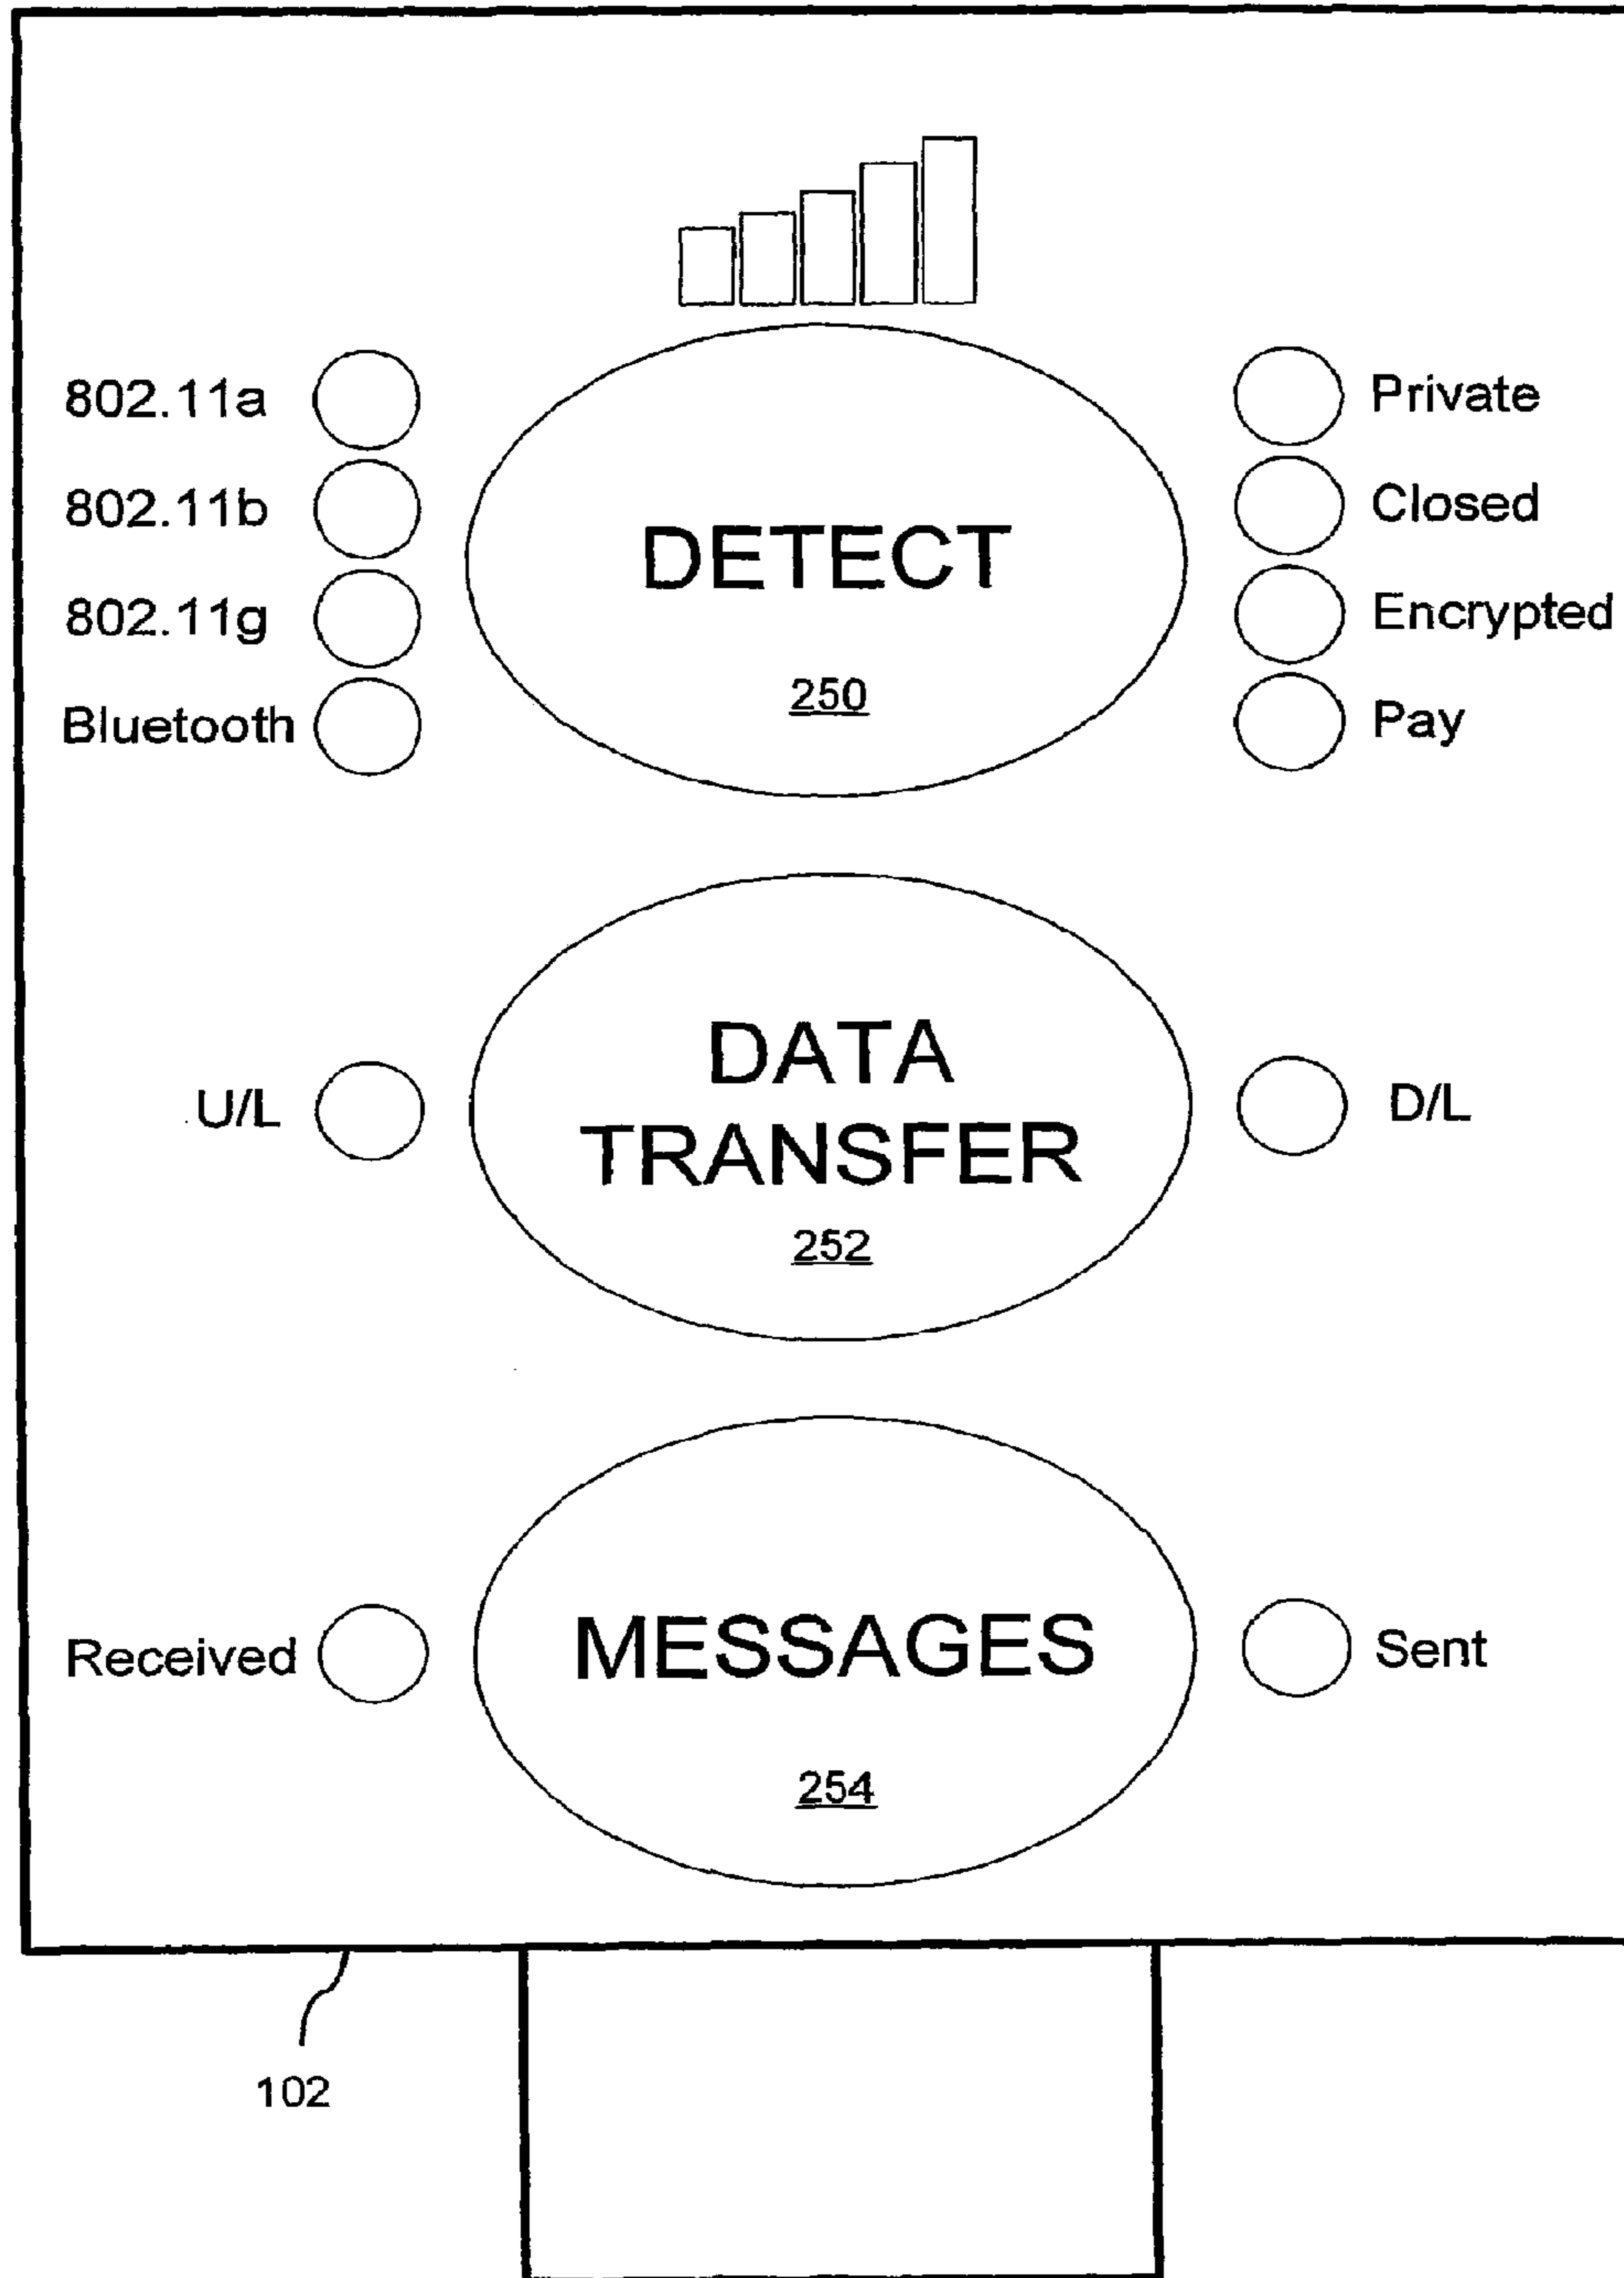 802.11a
802.11b
802.11g
Bluetooth
DETECT
250
Private
Closed
Encrypted
Pay
U/L
DATA
TRANSFER
252
D/L
Received
MESSAGES
254
Sent
102